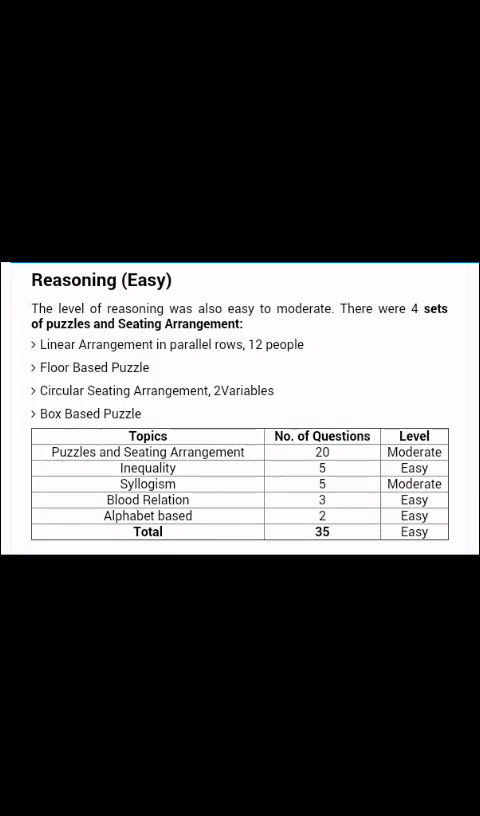 Reasoning (Easy)
The level of reasoning was also easy to moderate. There were 4 sets
of puzzles and Seating Arrangement:
> Linear Arrangement in parallel rows, 12 people
> Floor Based Puzzle
> Circular Seating Arrangement, 2Variables
> Box Based Puzzle
Topics No. of Questions Level
Puzzles and Seating Arrangement 20 Moderate
Inequality 5 Easy
Syllogism 5 Moderate
Blood Relation 3 Easy
Alphabet based 2 Easy
Total 35 Easy